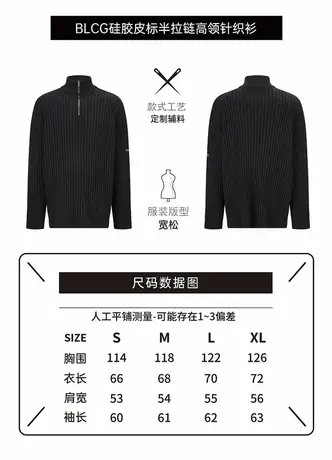 BLCG硅胶皮标半拉链高领针织衫
款式工艺
定制辅料
服装版型
宽松
尺码数据图
人工平铺测量-可能存在1~3偏差
SIZE S M L XL
胸围 114 118 122 126
衣长 66 68 70 72
肩宽 53 54 55 56
袖长 60 61 62 63